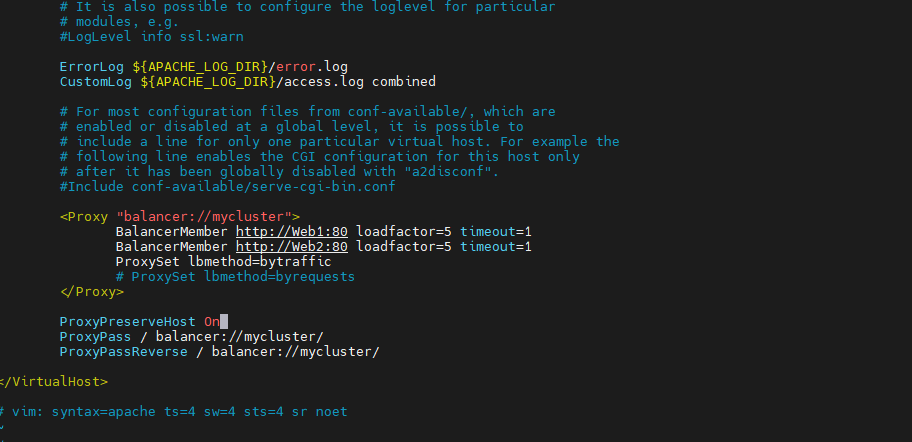 # It is also possible to configure the loglevel for particular
# modules, e.g.
#LogLevel info ssl:warn
ErrorLog ${APACHE_LOG_DIR}/error.log
CustomLog ${APACHE_LOG_DIR}/access.log combined
# For most configuration files from conf-available/, which are
# enabled or disabled at a global level, it is possible to
# include a line for only one particular virtual host. For example the
# following line enables the CGI configuration for this host only
# after it has been globally disabled with "a2disconf".
#Include conf-available/serve-cgi-bin.conf
<Proxy "balancer://mycluster">
BalancerMember http://Web1:80 loadfactor=5 timeout=1
BalancerMember http://Web2:80 loadfactor=5 timeout=1
ProxySet lbmethod=bytraffic
# ProxySet lbmethod=byrequests
</Proxy>
ProxyPreserveHost On
ProxyPass / balancer://mycluster/
ProxyPassReverse / balancer://mycluster/
</VirtualHost>
# vim: syntax=apache ts=4 sw=4 sts=4 sr noet
~